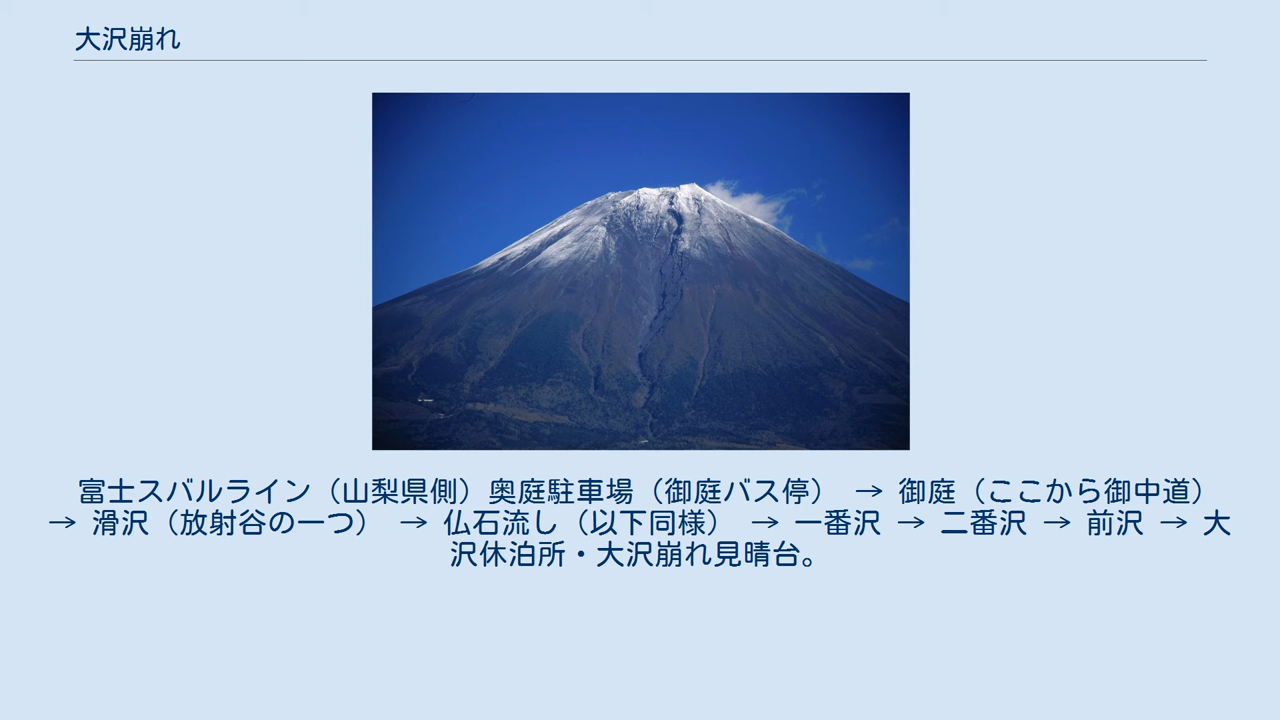 大沢崩れ
富士スバルライン（山梨県側）奥庭駐車場（御庭バス停） → 御庭（ここから御中道）
→ 滑沢（放射谷の一つ） → 仏石流し（以下同様） → 一番沢 → 二番沢 → 前沢 → 大
沢休泊所・大沢崩れ見晴台。